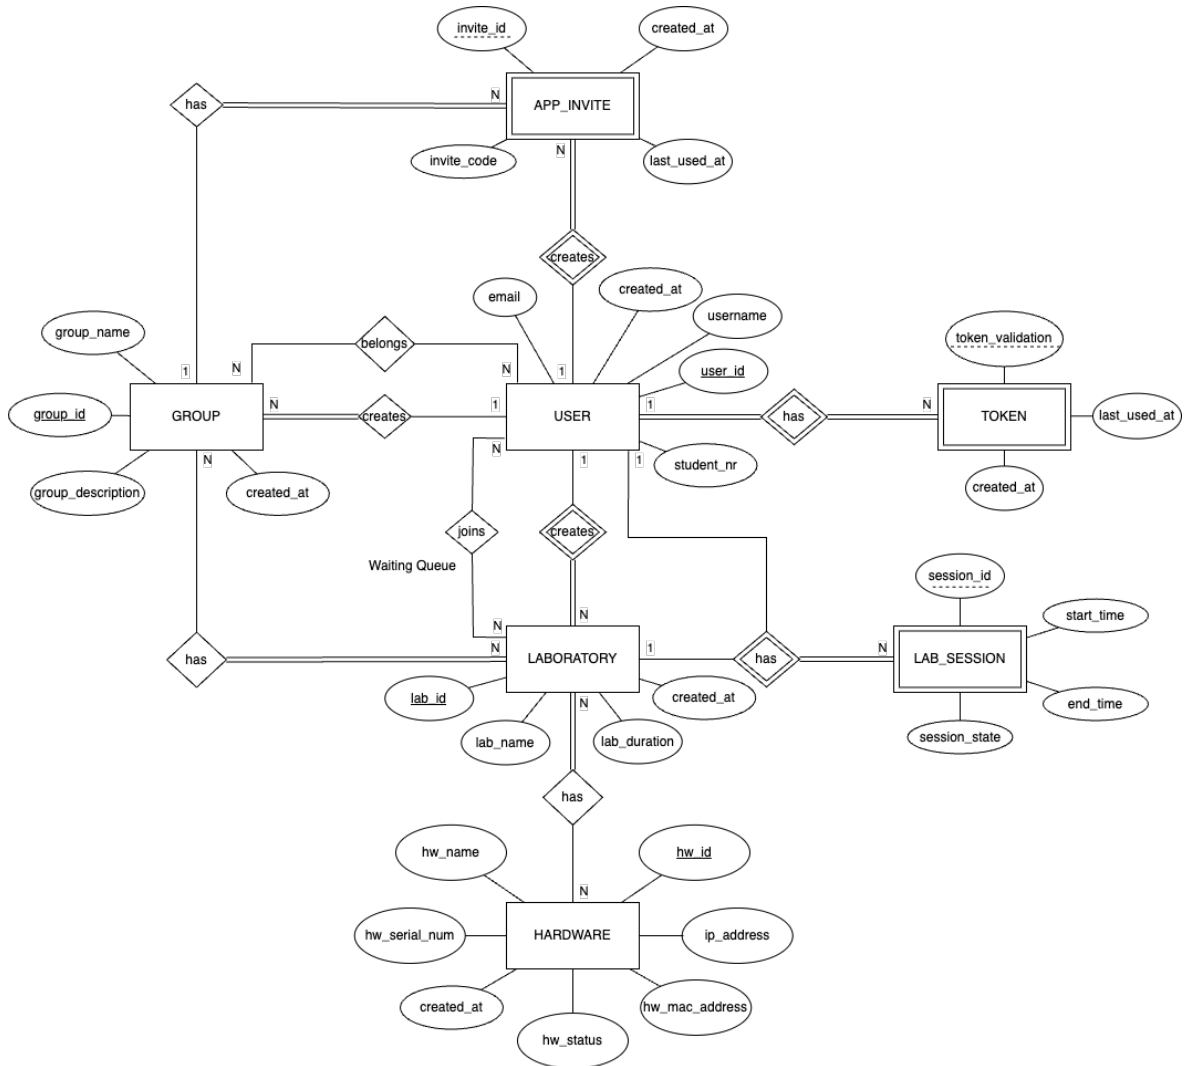 invite_id
created_at
has
N
APP_INVITE
invite_code
N
last_used_at
creates
email
created_at
username
group_name
belongs
token_validation
1
N
N
1
user_id
group_id
GROUP
N
creates
1
USER
1
has
N
TOKEN
last_used_at
group_description
N
created_at
N
1
1
student_nr
created_at
joins
creates
Waiting Queue
session_id
start_time
N
N
has
N
LABORATORY
1
has
N
LAB_SESSION
lab_id
N
created_at
end_time
lab_name
lab_duration
session_state
has
hw_name
hw_id
N
hw_serial_num
HARDWARE
ip_address
created_at
hw_mac_address
hw_status